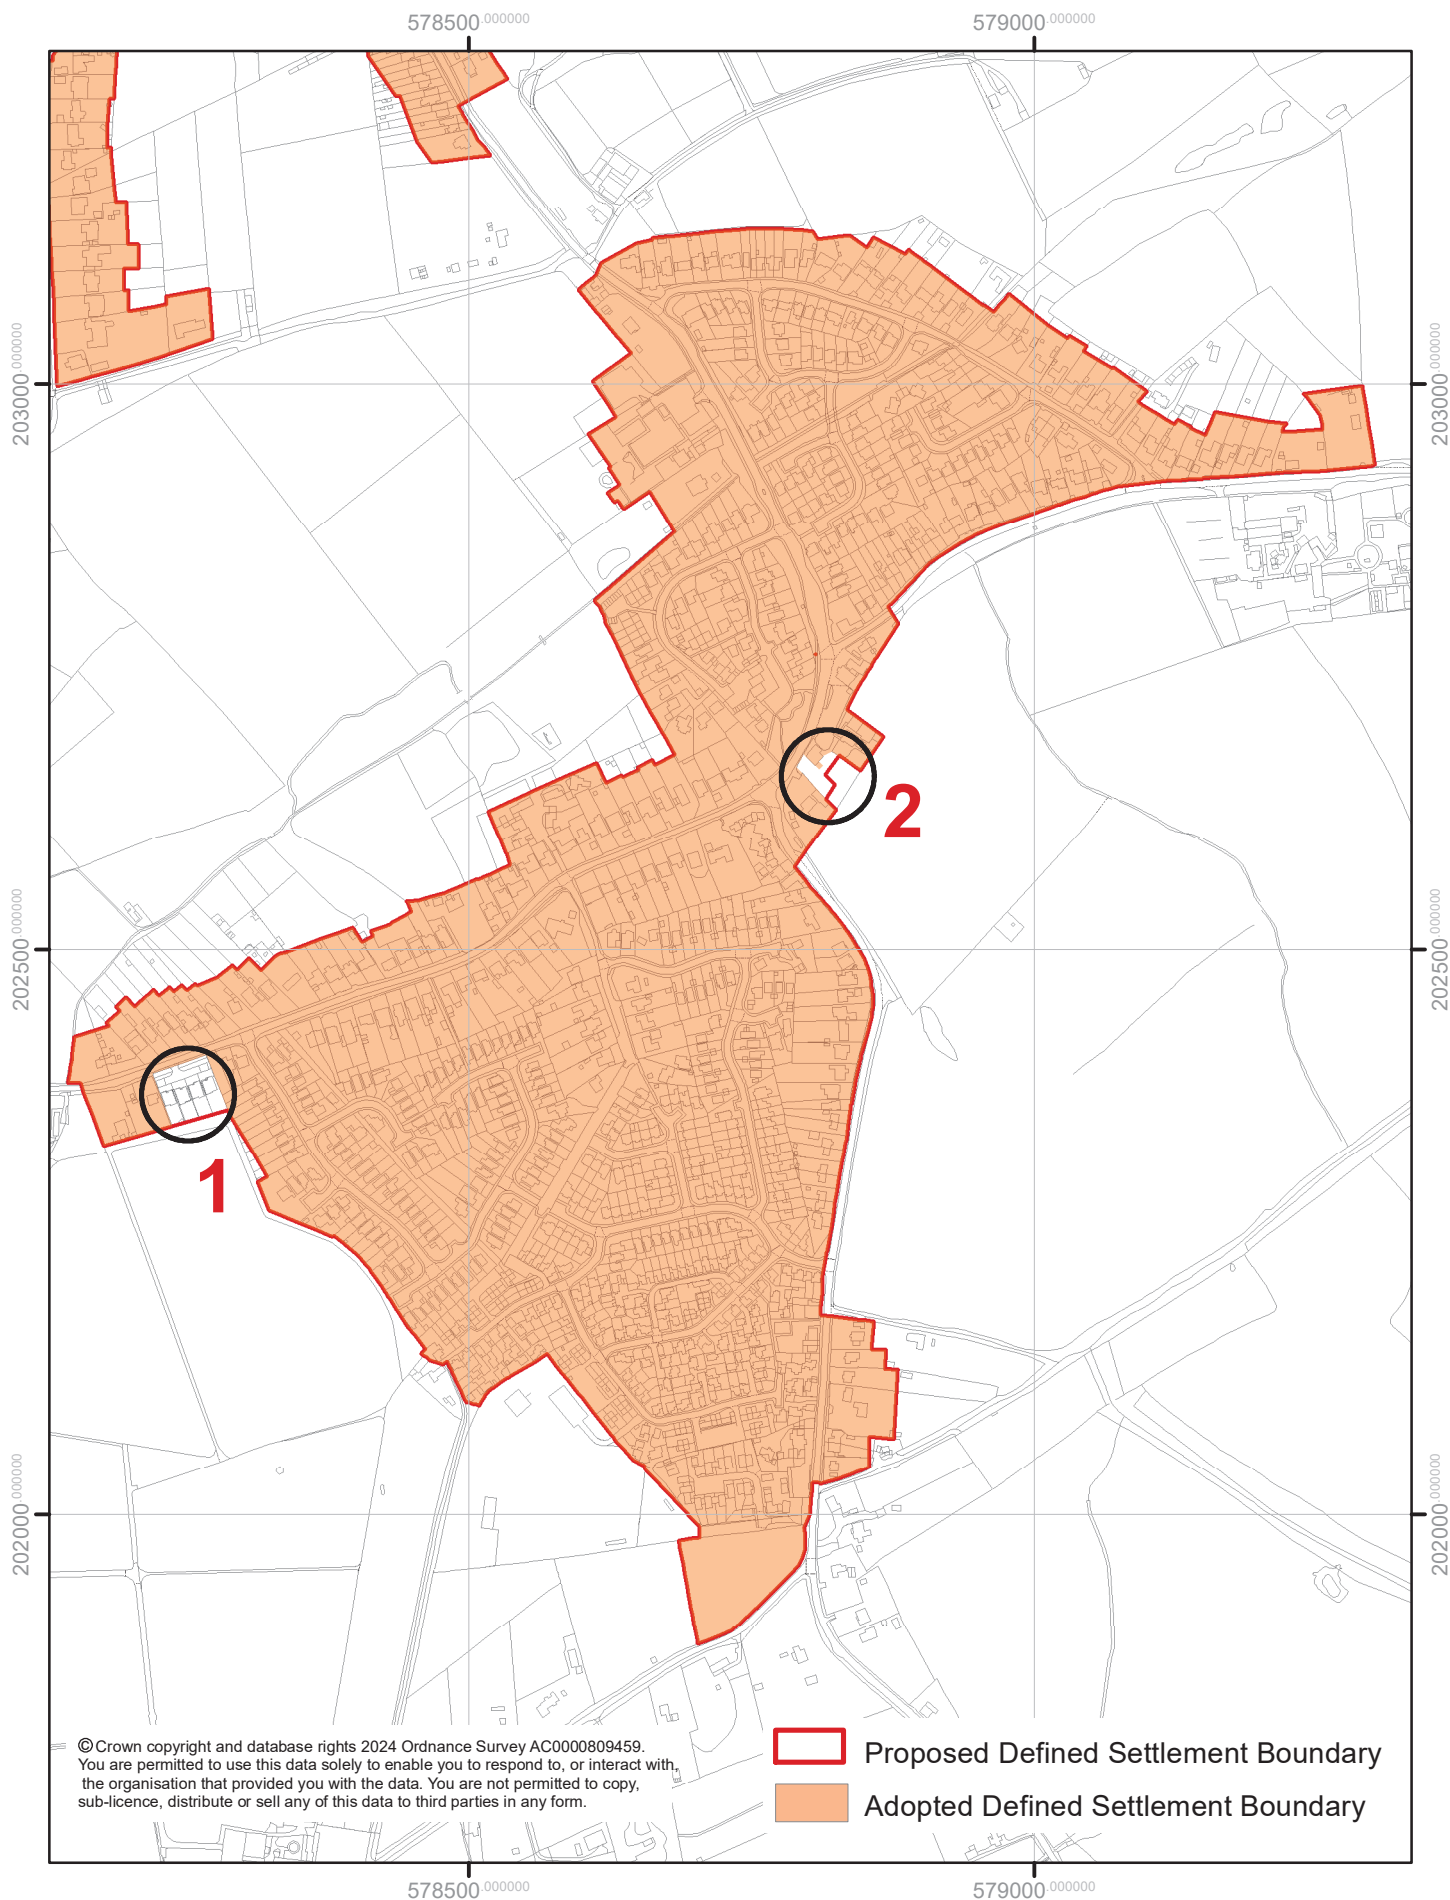 578500.000000
579000.000000
203000.000000
203000.000000
2
202500.000000
202500.000000
1
202000.000000
202000.000000
© Crown copyright and database rights 2024 Ordnance Survey AC0000809459.
You are permitted to use this data solely to enable you to respond to, or interact with,
the organisation that provided you with the data. You are not permitted to copy,
sub-licence, distribute or sell any of this data to third parties in any form.
Proposed Defined Settlement Boundary
Adopted Defined Settlement Boundary
578500.000000
579000.000000